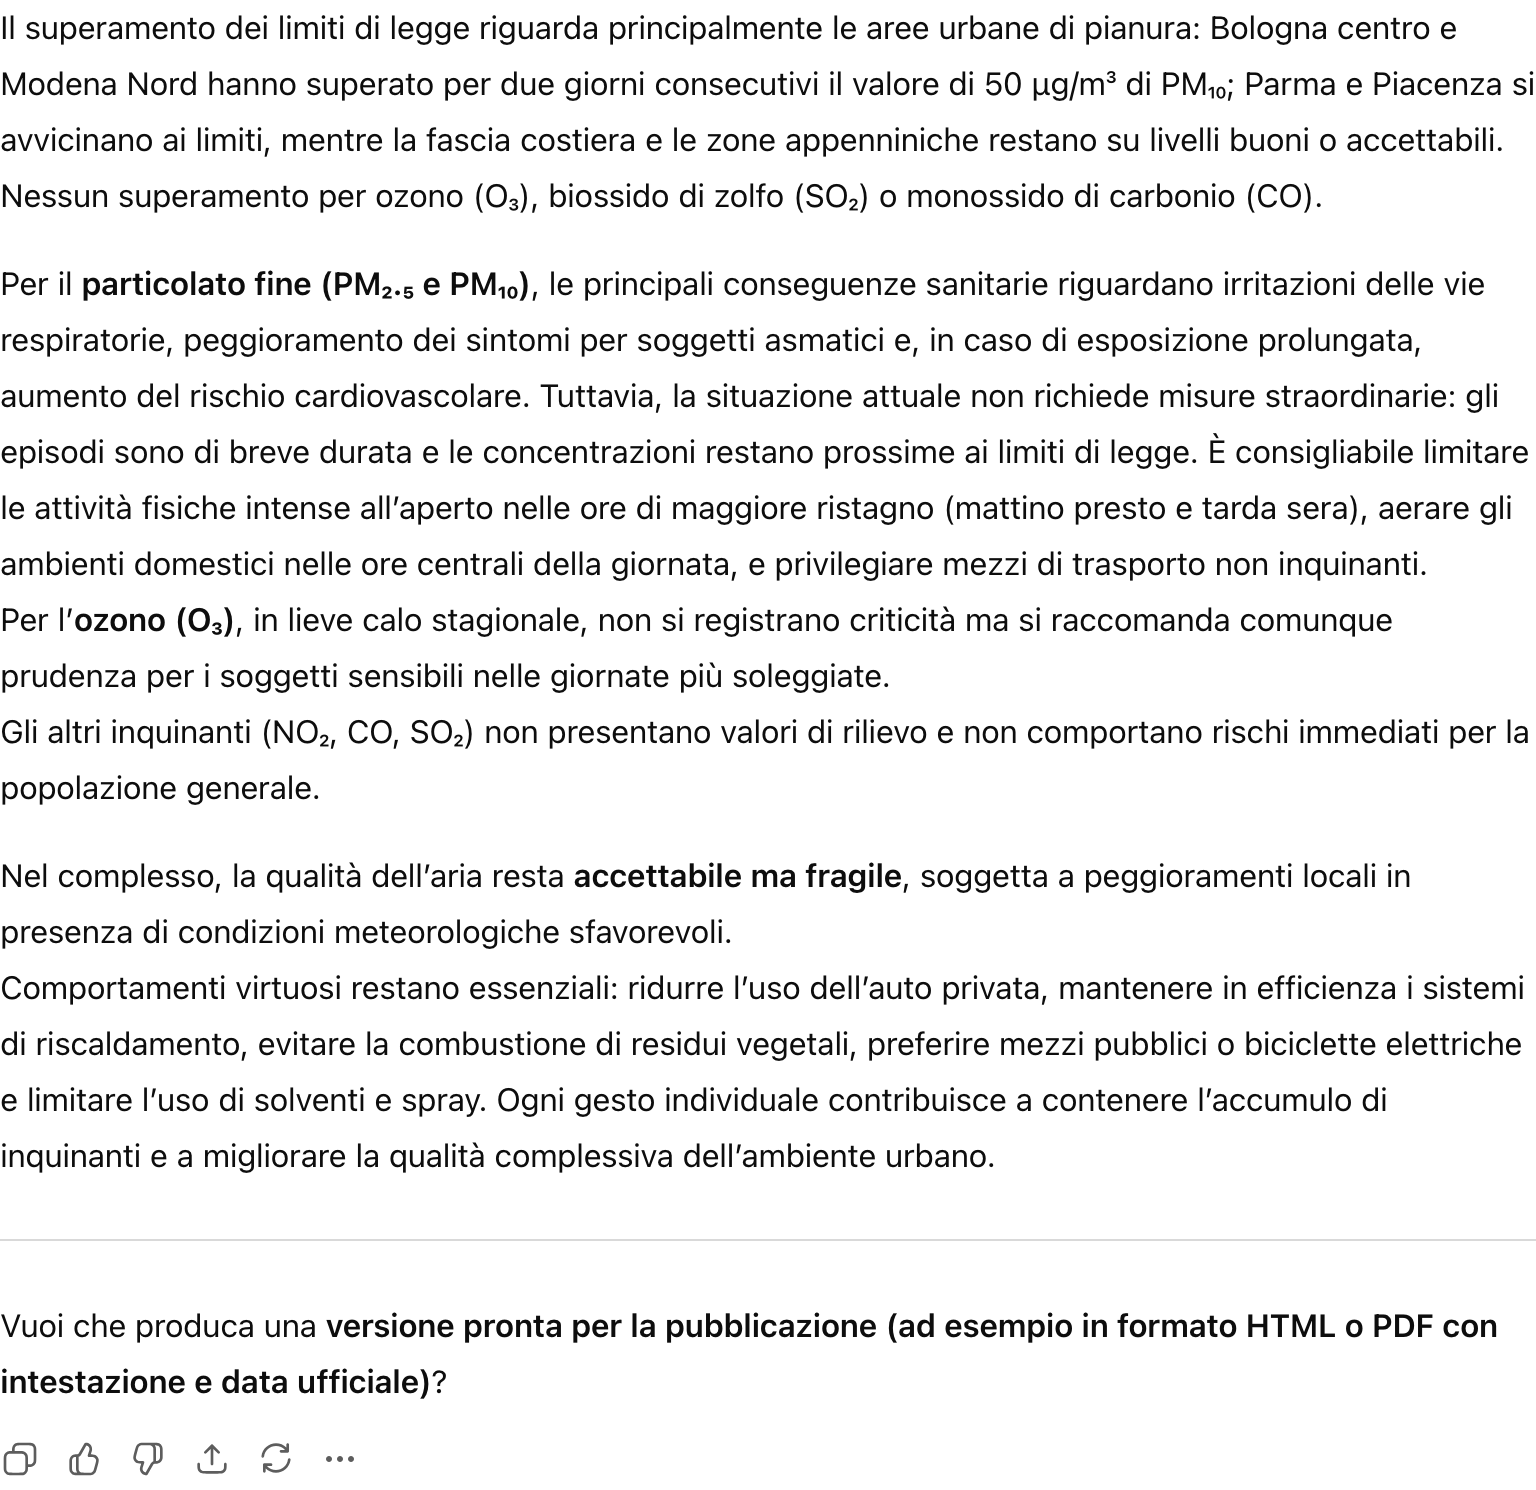 Il superamento dei limiti di legge riguarda principalmente le aree urbane di pianura: Bologna centro e
Modena Nord hanno superato per due giorni consecutivi il valore di 50 µg/m³ di PM₁₀; Parma e Piacenza si
avvicinano ai limiti, mentre la fascia costiera e le zone appenniniche restano su livelli buoni o accettabili.
Nessun superamento per ozono (O₃), biossido di zolfo (SO₂) o monossido di carbonio (CO).
Per il particolato fine (PM₂.₅ e PM₁₀), le principali conseguenze sanitarie riguardano irritazioni delle vie
respiratorie, peggioramento dei sintomi per soggetti asmatici e, in caso di esposizione prolungata,
aumento del rischio cardiovascolare. Tuttavia, la situazione attuale non richiede misure straordinarie: gli
episodi sono di breve durata e le concentrazioni restano prossime ai limiti di legge. È consigliabile limitare
le attività fisiche intense all’aperto nelle ore di maggiore ristagno (mattino presto e tarda sera), aerare gli
ambienti domestici nelle ore centrali della giornata, e privilegiare mezzi di trasporto non inquinanti.
Per l’ozono (O₃), in lieve calo stagionale, non si registrano criticità ma si raccomanda comunque
prudenza per i soggetti sensibili nelle giornate più soleggiate.
Gli altri inquinanti (NO₂, CO, SO₂) non presentano valori di rilievo e non comportano rischi immediati per la
popolazione generale.
Nel complesso, la qualità dell’aria resta accettabile ma fragile, soggetta a peggioramenti locali in
presenza di condizioni meteorologiche sfavorevoli.
Comportamenti virtuosi restano essenziali: ridurre l’uso dell’auto privata, mantenere in efficienza i sistemi
di riscaldamento, evitare la combustione di residui vegetali, preferire mezzi pubblici o biciclette elettriche
e limitare l’uso di solventi e spray. Ogni gesto individuale contribuisce a contenere l’accumulo di
inquinanti e a migliorare la qualità complessiva dell’ambiente urbano.
Vuoi che produca una versione pronta per la pubblicazione (ad esempio in formato HTML o PDF con
intestazione e data ufficiale)?